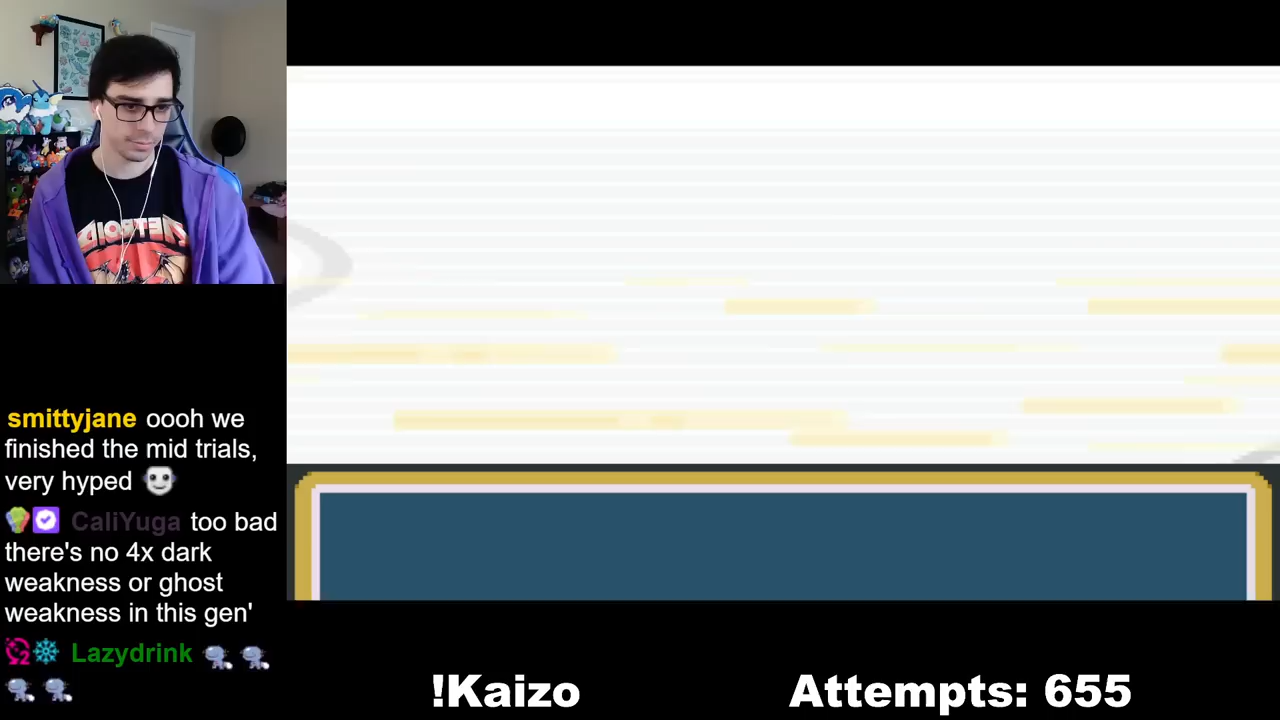 smittyjane oooh we
finished the mid trials,
very hyped
CaliYuga too bad
there's no 4x dark
weakness or ghost
weakness in this gen'
Lazydrink
!Kaizo
Attempts: 655